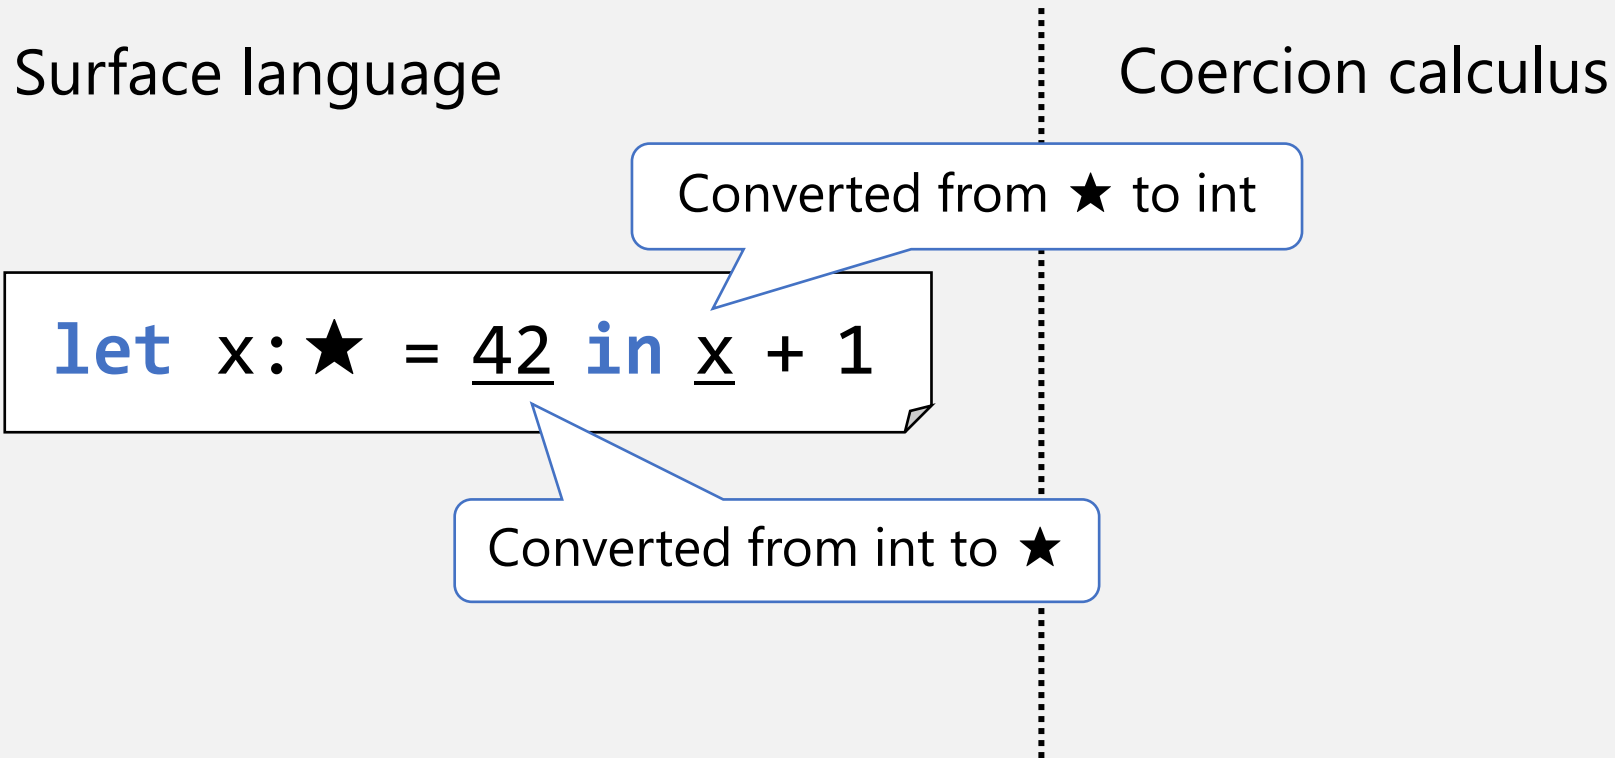 Surface language
Coercion calculus
Converted from ★ to int
let x:★ = 42 in x + 1
Converted from int to ★